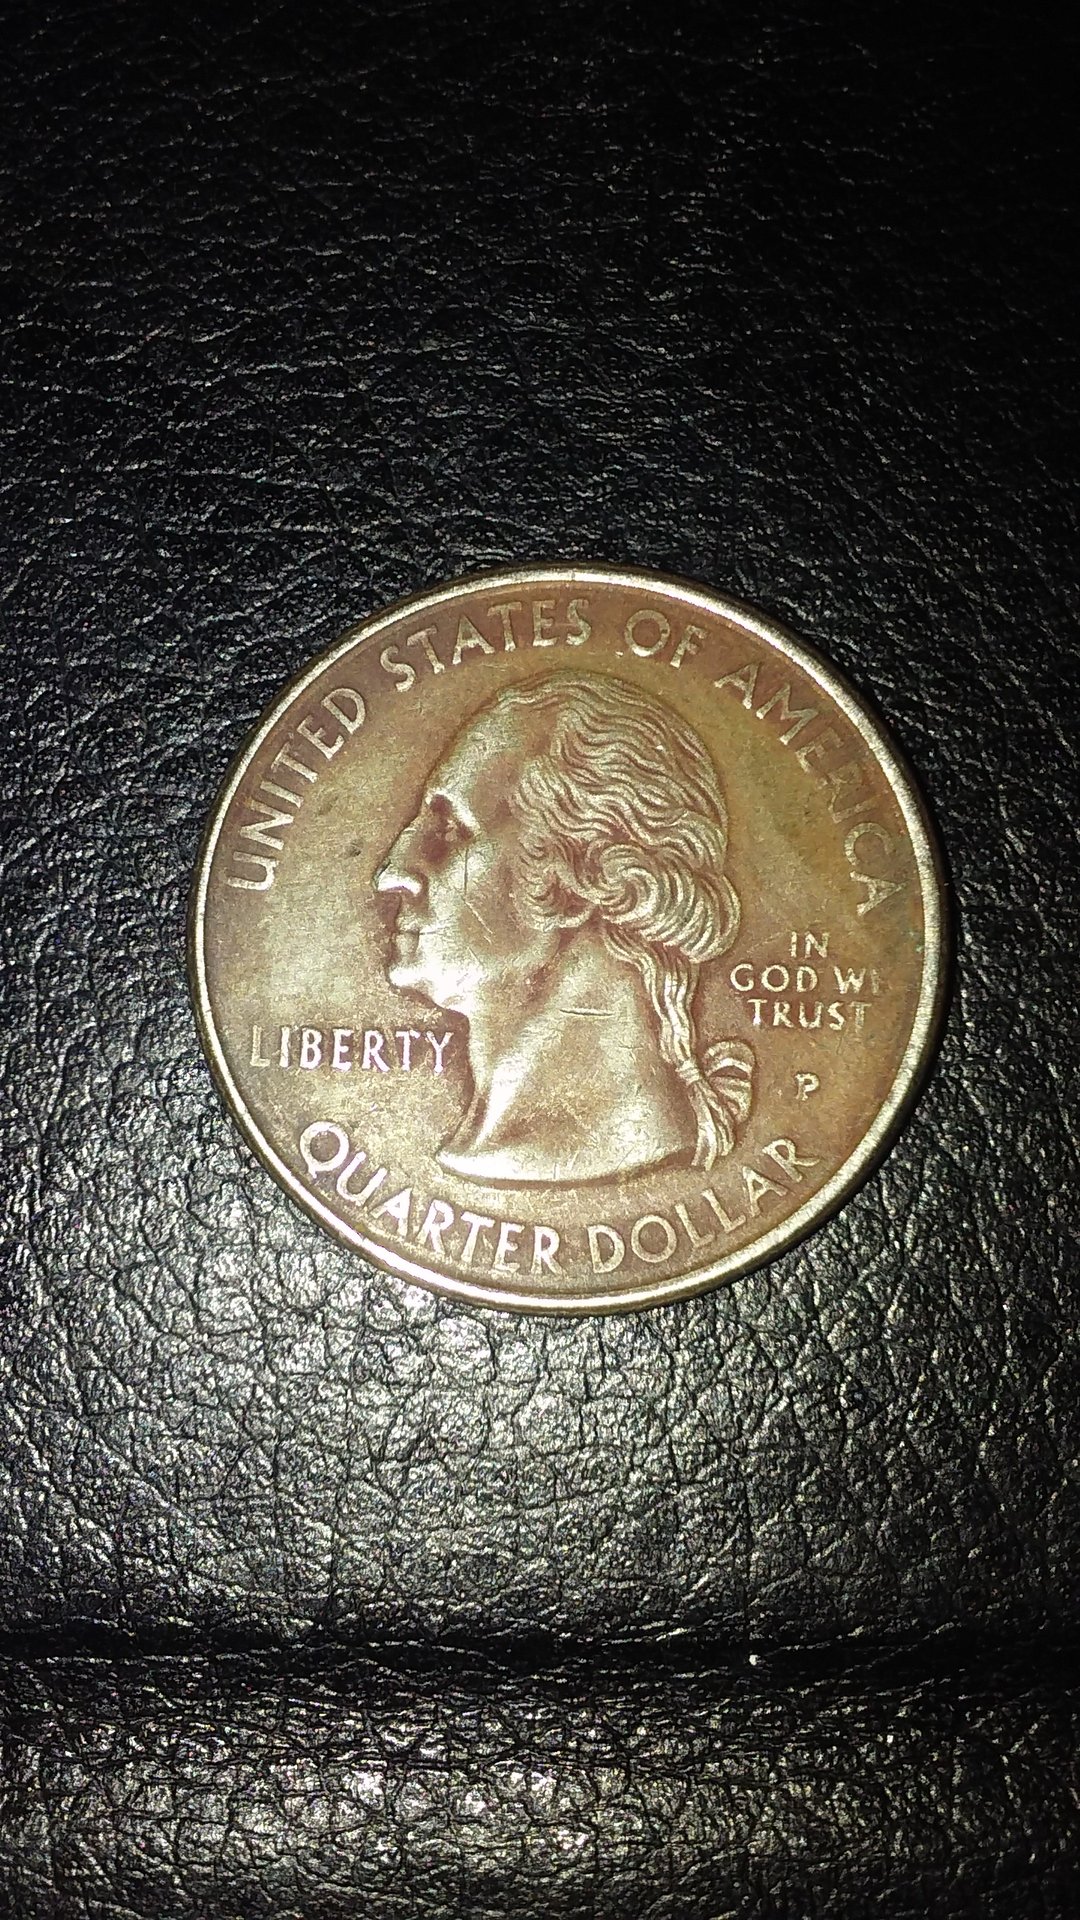 UNITED STATES OF AMERICA
IN
GOD WE
TRUST
LIBERTY
P
QUARTER DOLLAR